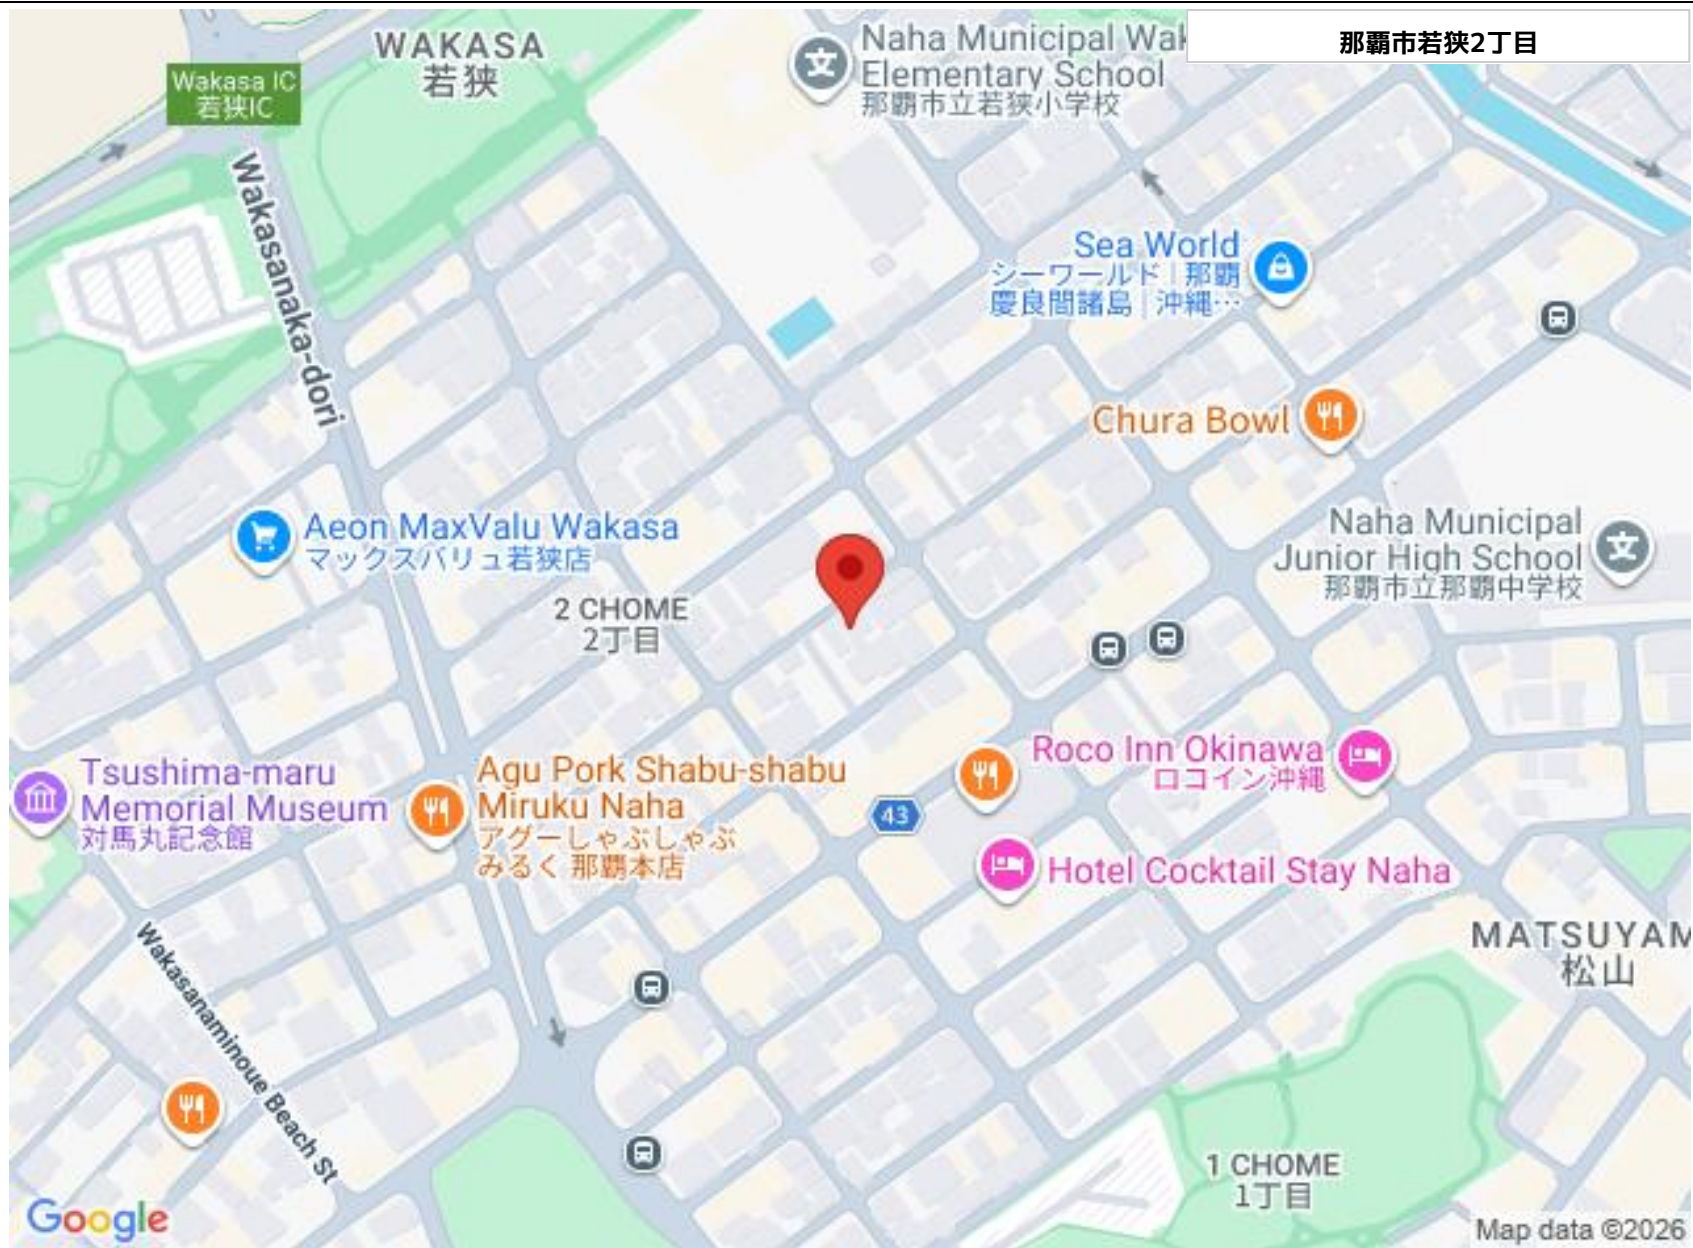 那覇市若狭2丁目
WAKASA
若狭
Wakasa IC
若狭IC
Naha Municipal Wak
Elementary School
那覇市立若狭小学校
Wakasanaka-dori
Sea World
シーワールド | 那覇
慶良間諸島 | 沖縄…
Chura Bowl
Aeon MaxValu Wakasa
マックスバリュ若狭店
Naha Municipal
Junior High School
那覇市立那覇中学校
2 CHOME
2丁目
Tsushima-maru
Memorial Museum
対馬丸記念館
Agu Pork Shabu-shabu
Miruku Naha
アグーしゃぶしゃぶ
みるく 那覇本店
Roco Inn Okinawa
ロコイン沖縄
43
Hotel Cocktail Stay Naha
MATSUYAM
松山
Wakasanaminoue Beach St
1 CHOME
1丁目
Google
Map data ©2026